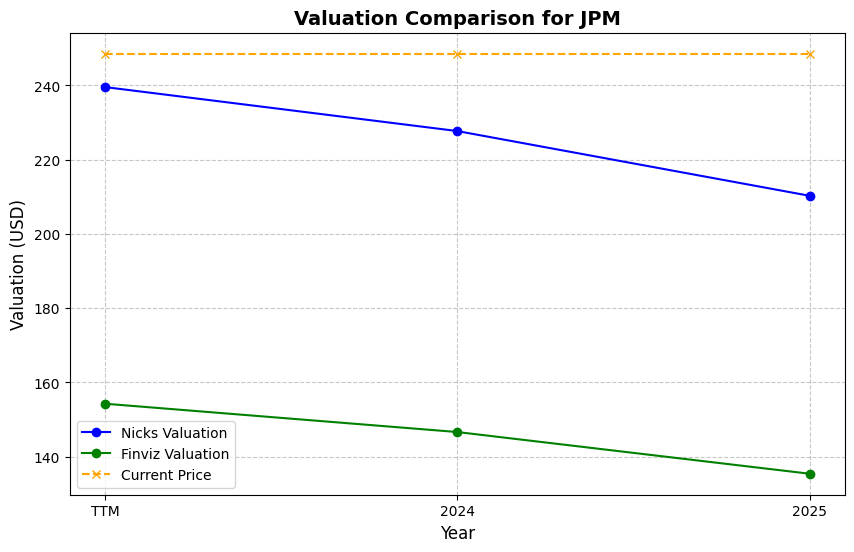 Valuation Comparison for JPM
Valuation (USD)
240
220
200
180
160
140
Nicks Valuation
Finviz Valuation
Current Price
TTM
2024
2025
Year